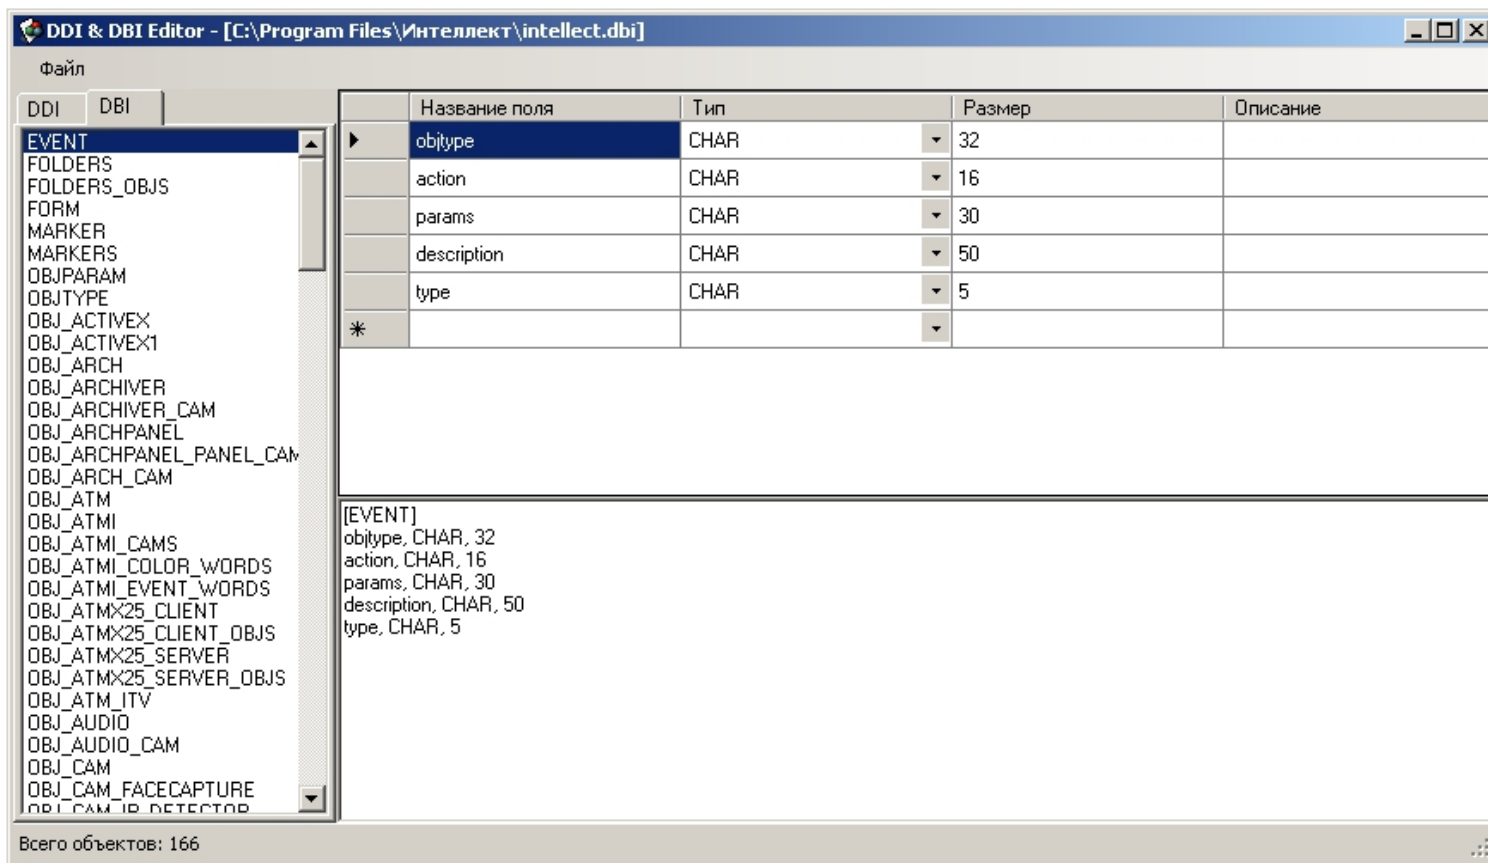 DDI & DBI Editor - [C:\Program Files\Интеллект\intellect.dbi]
Файл
DDI DBI
EVENT
FOLDERS
FOLDERS_OBJS
FORM
MARKER
MARKERS
OBJPARAM
OBJTYPE
OBJ_ACTIVEX
OBJ_ACTIVEX1
OBJ_ARCH
OBJ_ARCHIVER
OBJ_ARCHIVER_CAM
OBJ_ARCHPANEL
OBJ_ARCHPANEL_PANEL_CAM
OBJ_ARCH_CAM
OBJ_ATM
OBJ_ATMI
OBJ_ATMI_CAMS
OBJ_ATMI_COLOR_WORDS
OBJ_ATMI_EVENT_WORDS
OBJ_ATMX25_CLIENT
OBJ_ATMX25_CLIENT_OBJS
OBJ_ATMX25_SERVER
OBJ_ATMX25_SERVER_OBJS
OBJ_ATM_ITV
OBJ_AUDIO
OBJ_AUDIO_CAM
OBJ_CAM
OBJ_CAM_FACECAPTURE
OBJ_CAM_IR_DETECTOR
Название поля Тип Размер Описание
objtype CHAR 32
action CHAR 16
params CHAR 30
description CHAR 50
type CHAR 5
[EVENT]
objtype, CHAR, 32
action, CHAR, 16
params, CHAR, 30
description, CHAR, 50
type, CHAR, 5
Всего объектов: 166